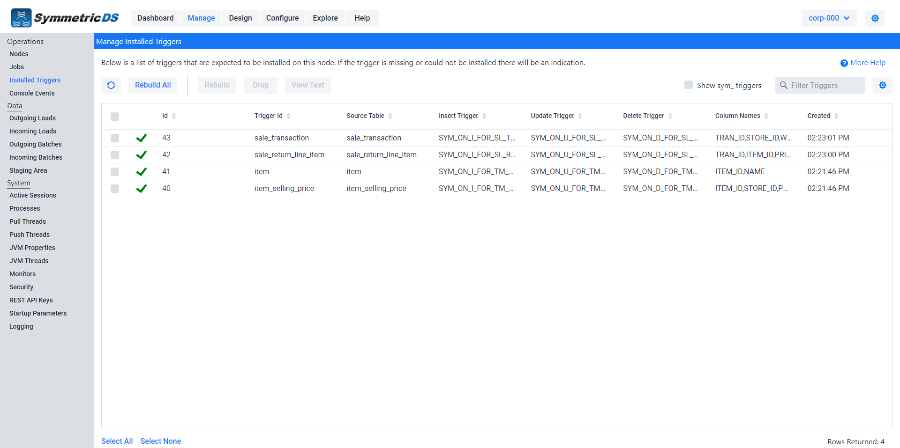 SymmetricDS Dashboard Manage Design Configure Explore Help corp-000
Operations
Nodes
Jobs
Installed Triggers
Console Events
Data
Outgoing Loads
Incoming Loads
Outgoing Batches
Incoming Batches
Staging Area
System
Active Sessions
Processes
Pull Threads
Push Threads
JVM Properties
JVM Threads
Monitors
Security
REST API Keys
Startup Parameters
Logging
Manage Installed Triggers
Below is a list of triggers that are expected to be installed on this node. If the trigger is missing or could not be installed there will be an indication. More Help
Rebuild All Rebuild Drop View Text Show sym_ triggers Filter Triggers
Id Trigger Id Source Table Insert Trigger Update Trigger Delete Trigger Column Names Created
43 sale_transaction sale_transaction SYM_ON_I_FOR_SL_T... SYM_ON_U_FOR_SL_... SYM_ON_D_FOR_SL_... TRAN_ID,STORE_ID,W... 02:23:01 PM
42 sale_return_line_item sale_return_line_item SYM_ON_I_FOR_SL_R... SYM_ON_U_FOR_SL_... SYM_ON_D_FOR_SL_... TRAN_ID,ITEM_ID,PRI... 02:23:00 PM
41 item item SYM_ON_I_FOR_TM_... SYM_ON_U_FOR_TM... SYM_ON_D_FOR_TM... ITEM_ID,NAME 02:21:46 PM
40 item_selling_price item_selling_price SYM_ON_I_FOR_TM_... SYM_ON_U_FOR_TM... SYM_ON_D_FOR_TM... ITEM_ID,STORE_ID,P... 02:21:46 PM
Select All Select None Rows Returned: 4